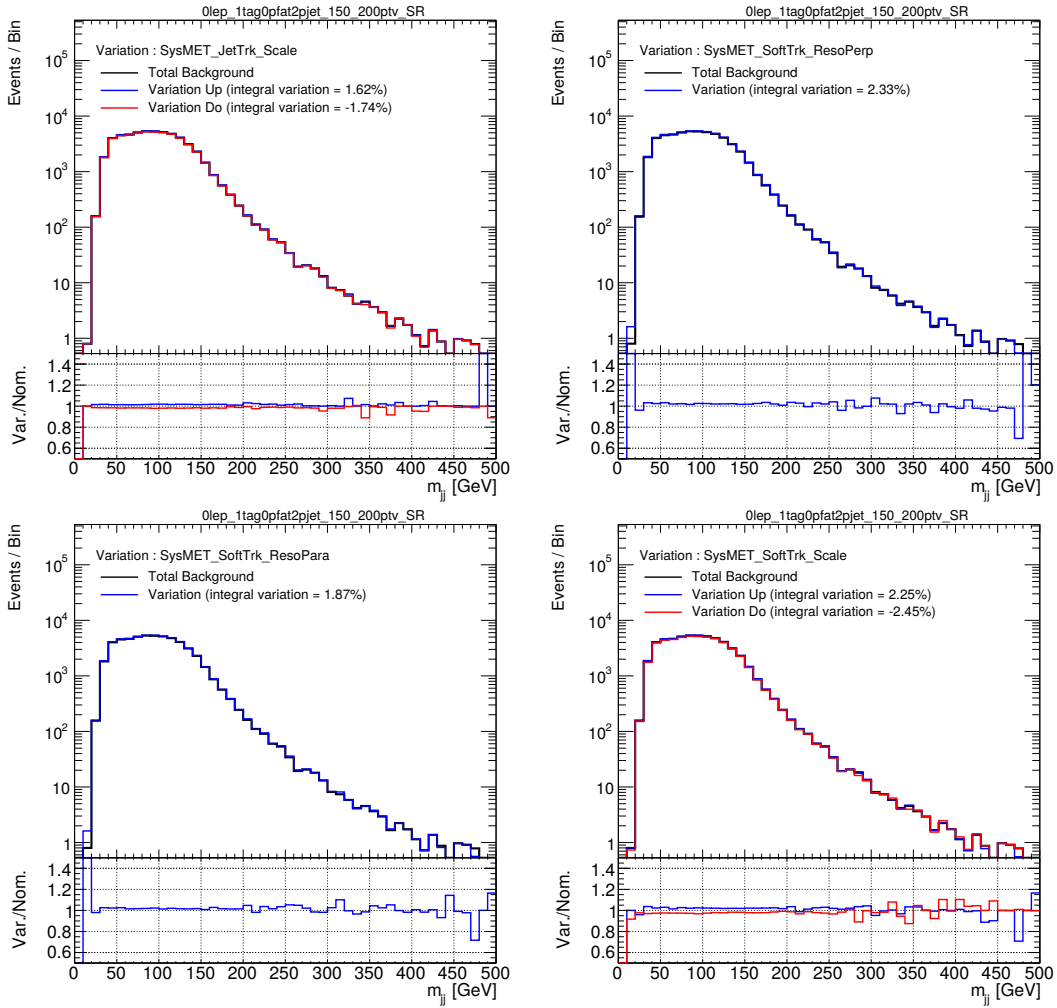 0lep_1tag0pfat2pjet_150_200ptv_SR
Events / Bin
Variation : SysMET_JetTrk_Scale
Total Background
Variation Up (integral variation = 1.62%)
Variation Do (integral variation = -1.74%)
10^5
10^4
10^3
10^2
10
1
Var./Nom.
1.4
1.2
1
0.8
0.6
0 50 100 150 200 250 300 350 400 450 500
m_jj [GeV]
0lep_1tag0pfat2pjet_150_200ptv_SR
Events / Bin
Variation : SysMET_SoftTrk_ResoPerp
Total Background
Variation (integral variation = 2.33%)
10^5
10^4
10^3
10^2
10
1
Var./Nom.
1.4
1.2
1
0.8
0.6
0 50 100 150 200 250 300 350 400 450 500
m_jj [GeV]
0lep_1tag0pfat2pjet_150_200ptv_SR
Events / Bin
Variation : SysMET_SoftTrk_ResoPara
Total Background
Variation (integral variation = 1.87%)
10^5
10^4
10^3
10^2
10
1
Var./Nom.
1.4
1.2
1
0.8
0.6
0 50 100 150 200 250 300 350 400 450 500
m_jj [GeV]
0lep_1tag0pfat2pjet_150_200ptv_SR
Events / Bin
Variation : SysMET_SoftTrk_Scale
Total Background
Variation Up (integral variation = 2.25%)
Variation Do (integral variation = -2.45%)
10^5
10^4
10^3
10^2
10
1
Var./Nom.
1.4
1.2
1
0.8
0.6
0 50 100 150 200 250 300 350 400 450 500
m_jj [GeV]